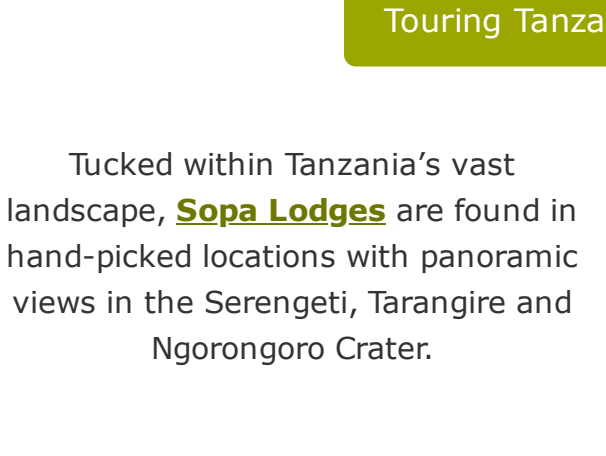 Touring Tanza
Tucked within Tanzania’s vast
landscape, Sopa Lodges are found in
hand-picked locations with panoramic
views in the Serengeti, Tarangire and
Ngorongoro Crater.